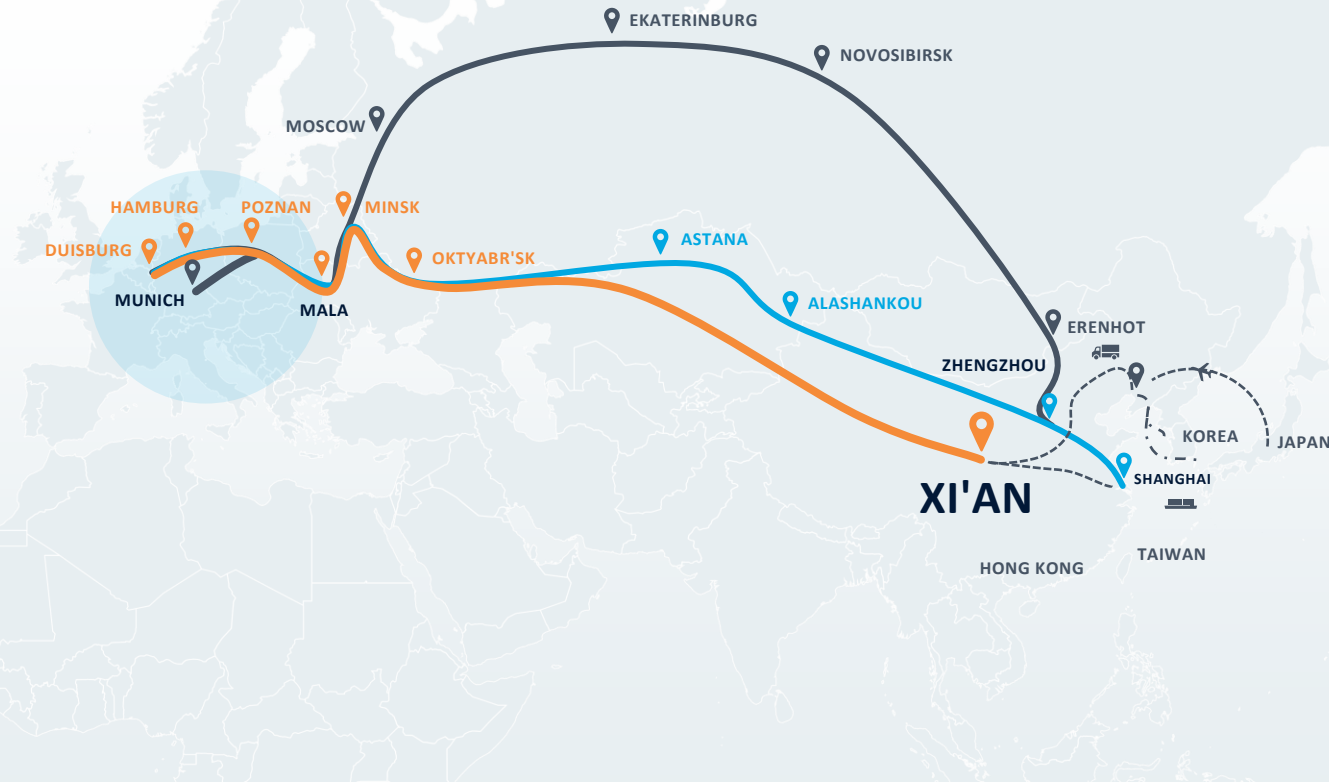 EKATERINBURG
NOVOSIBIRSK
MOSCOW
HAMBURG
POZNAN
MINSK
DUISBURG
OKTYABR'SK
ASTANA
MUNICH
MALA
ALASHANKOU
ERENHOT
ZHENGZHOU
KOREA
JAPAN
SHANGHAI
XI'AN
TAIWAN
HONG KONG